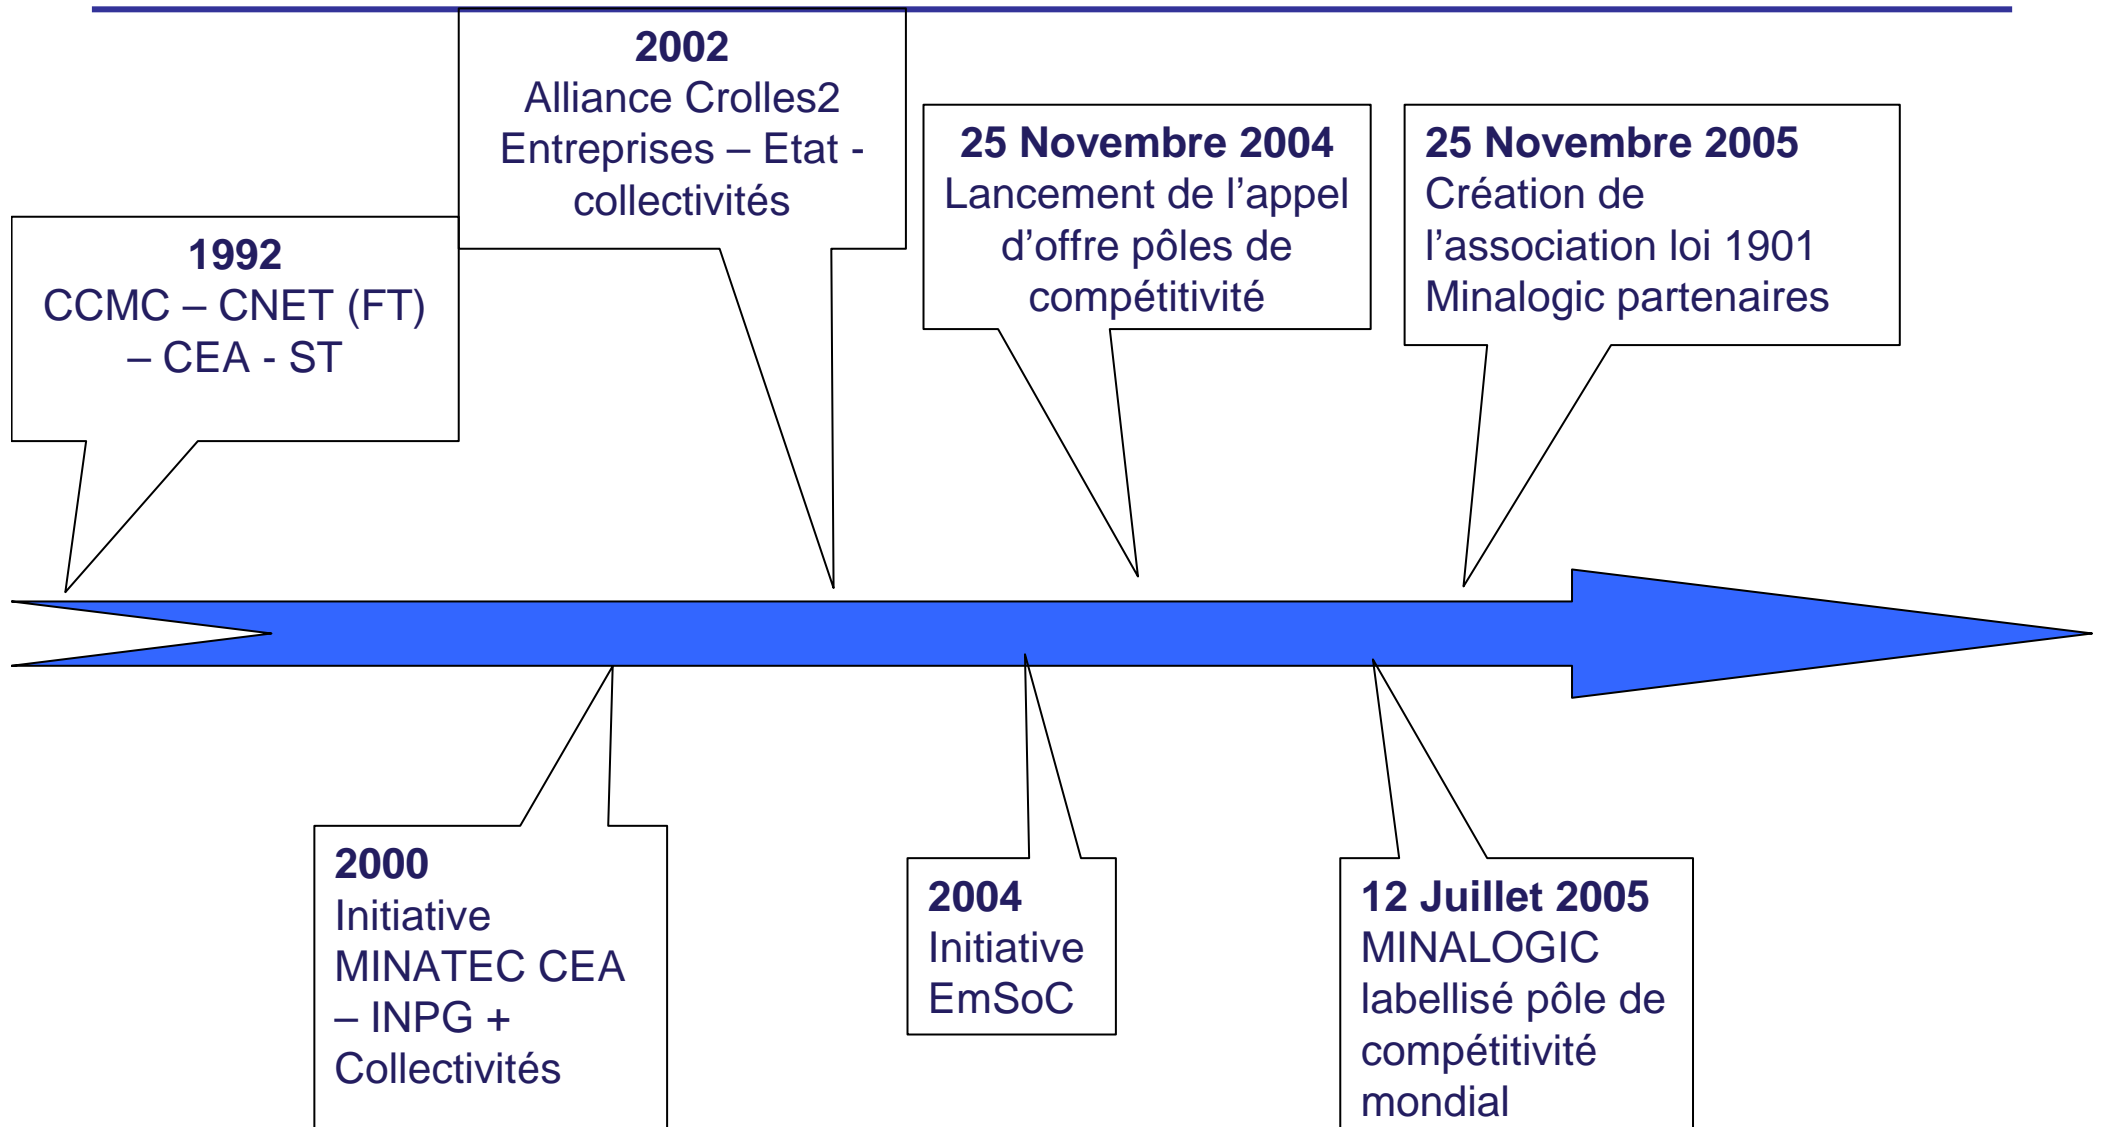 2002
Alliance Crolles2
Entreprises – Etat -
collectivités
25 Novembre 2004
Lancement de l’appel
d’offre pôles de
compétitivité
25 Novembre 2005
Création de
l’association loi 1901
Minalogic partenaires
1992
CCMC – CNET (FT)
– CEA - ST
2000
Initiative
MINATEC CEA
– INPG +
Collectivités
2004
Initiative
EmSoC
12 Juillet 2005
MINALOGIC
labellisé pôle de
compétitivité
mondial